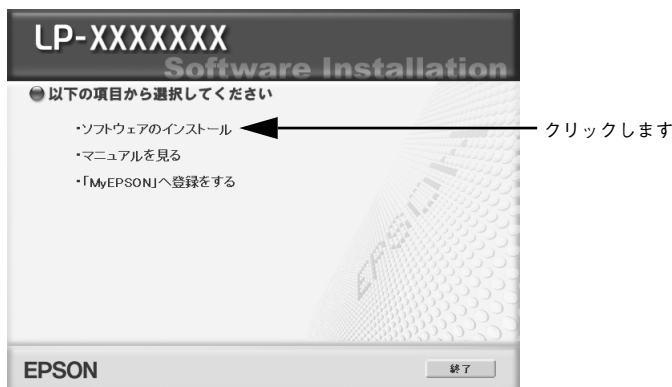 LP-XXXXXXX
Software Installation
以下の項目から選択してください
・ソフトウェアのインストール
クリックします
・マニュアルを見る
・「MyEPSON」へ登録をする
EPSON
EPSON
終了